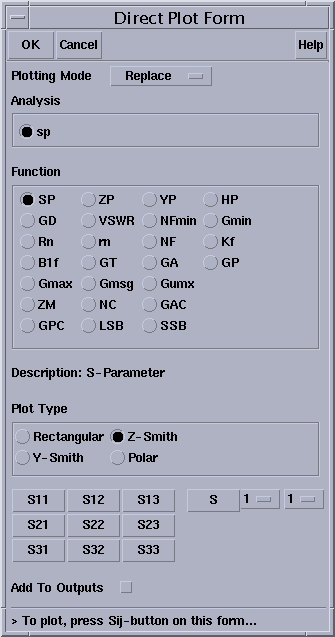 Direct Plot Form
OK Cancel Help
Plotting Mode Replace
Analysis
sp
Function
SP ZP YP HP
GD VSWR NFmin Gmin
Rn rn NF Kf
B1f GT GA GP
Gmax Gmsg Gumx
ZM NC GAC
GPC LSB SSB
Description: S-Parameter
Plot Type
Rectangular Z-Smith
Y-Smith Polar
S11 S12 S13 S 1 1
S21 S22 S23
S31 S32 S33
Add To Outputs
> To plot, press Sij-button on this form...